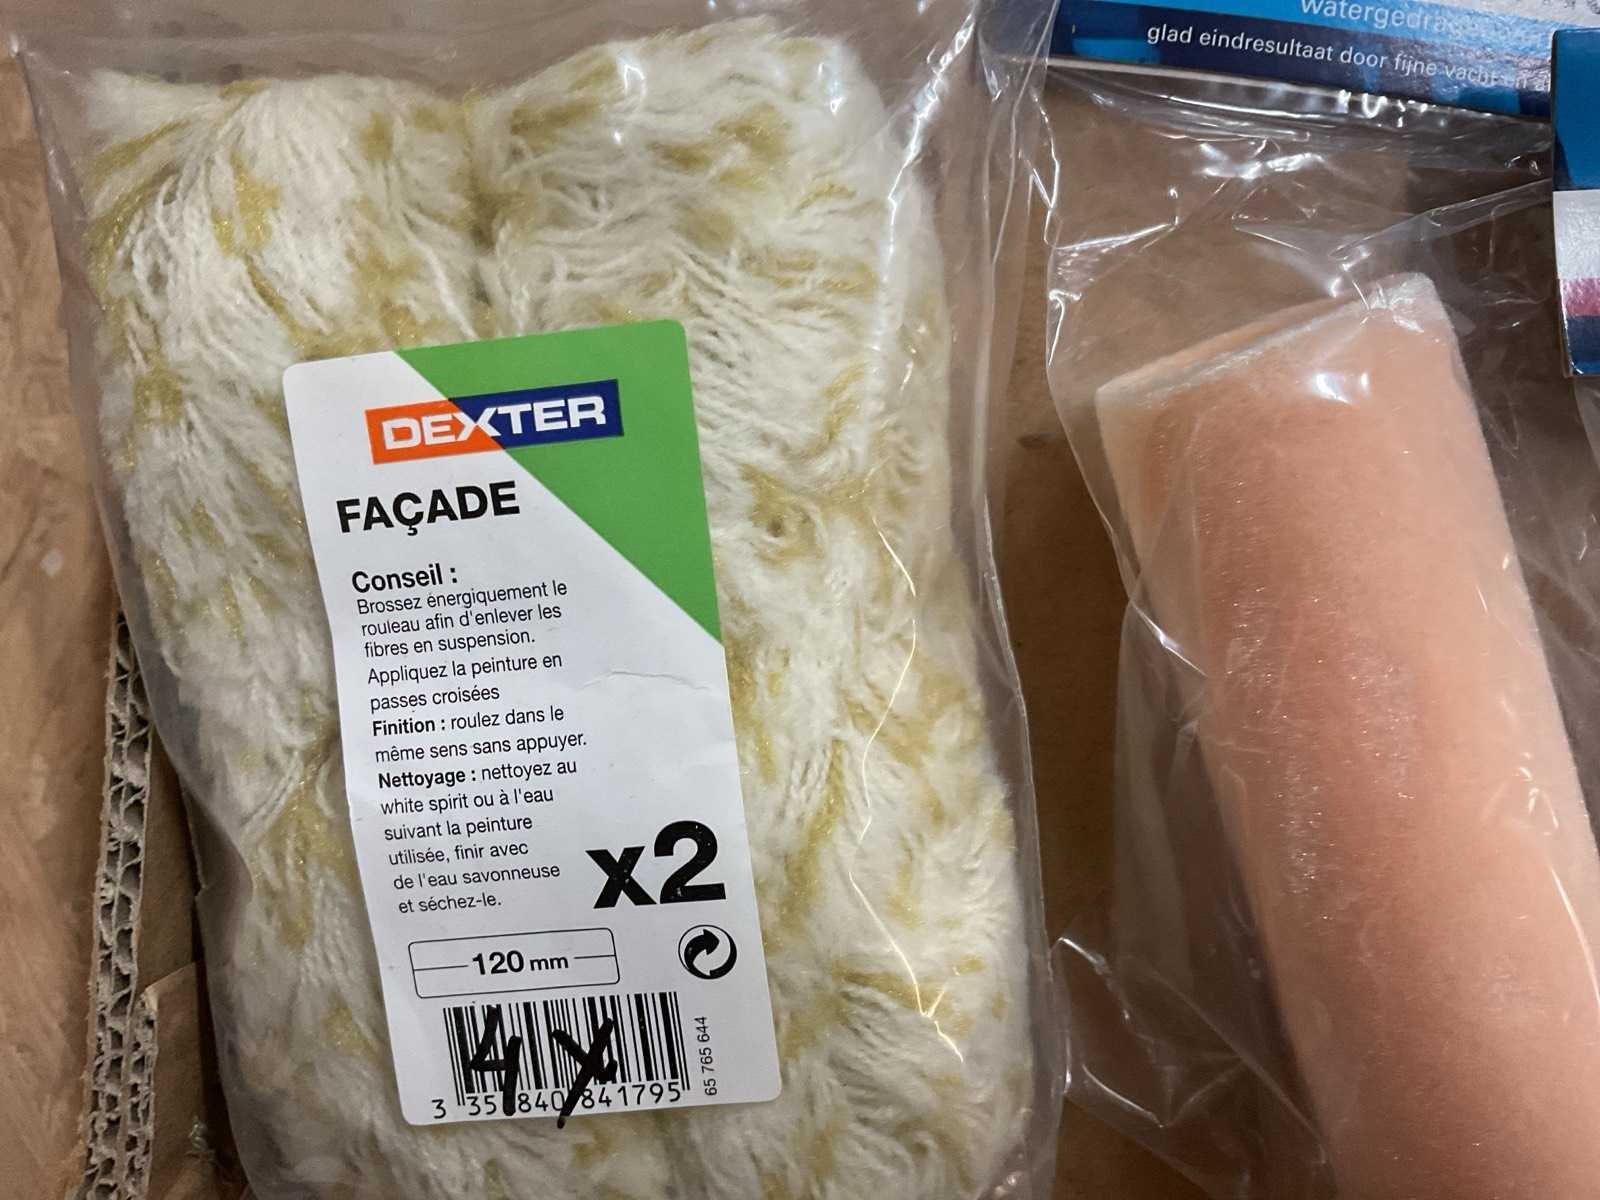 glad eindresultaat door fijne vacht en
DEXTER
FAÇADE
Conseil :
Brossez énergiquement le
rouleau afin d'enlever les
fibres en suspension.
Appliquez la peinture en
passes croisées
Finition : roulez dans le
même sens sans appuyer.
Nettoyage : nettoyez au
white spirit ou à l'eau
suivant la peinture
utilisée, finir avec
de l'eau savonneuse
et séchez-le.
x2
120 mm
4 x
65 765 644